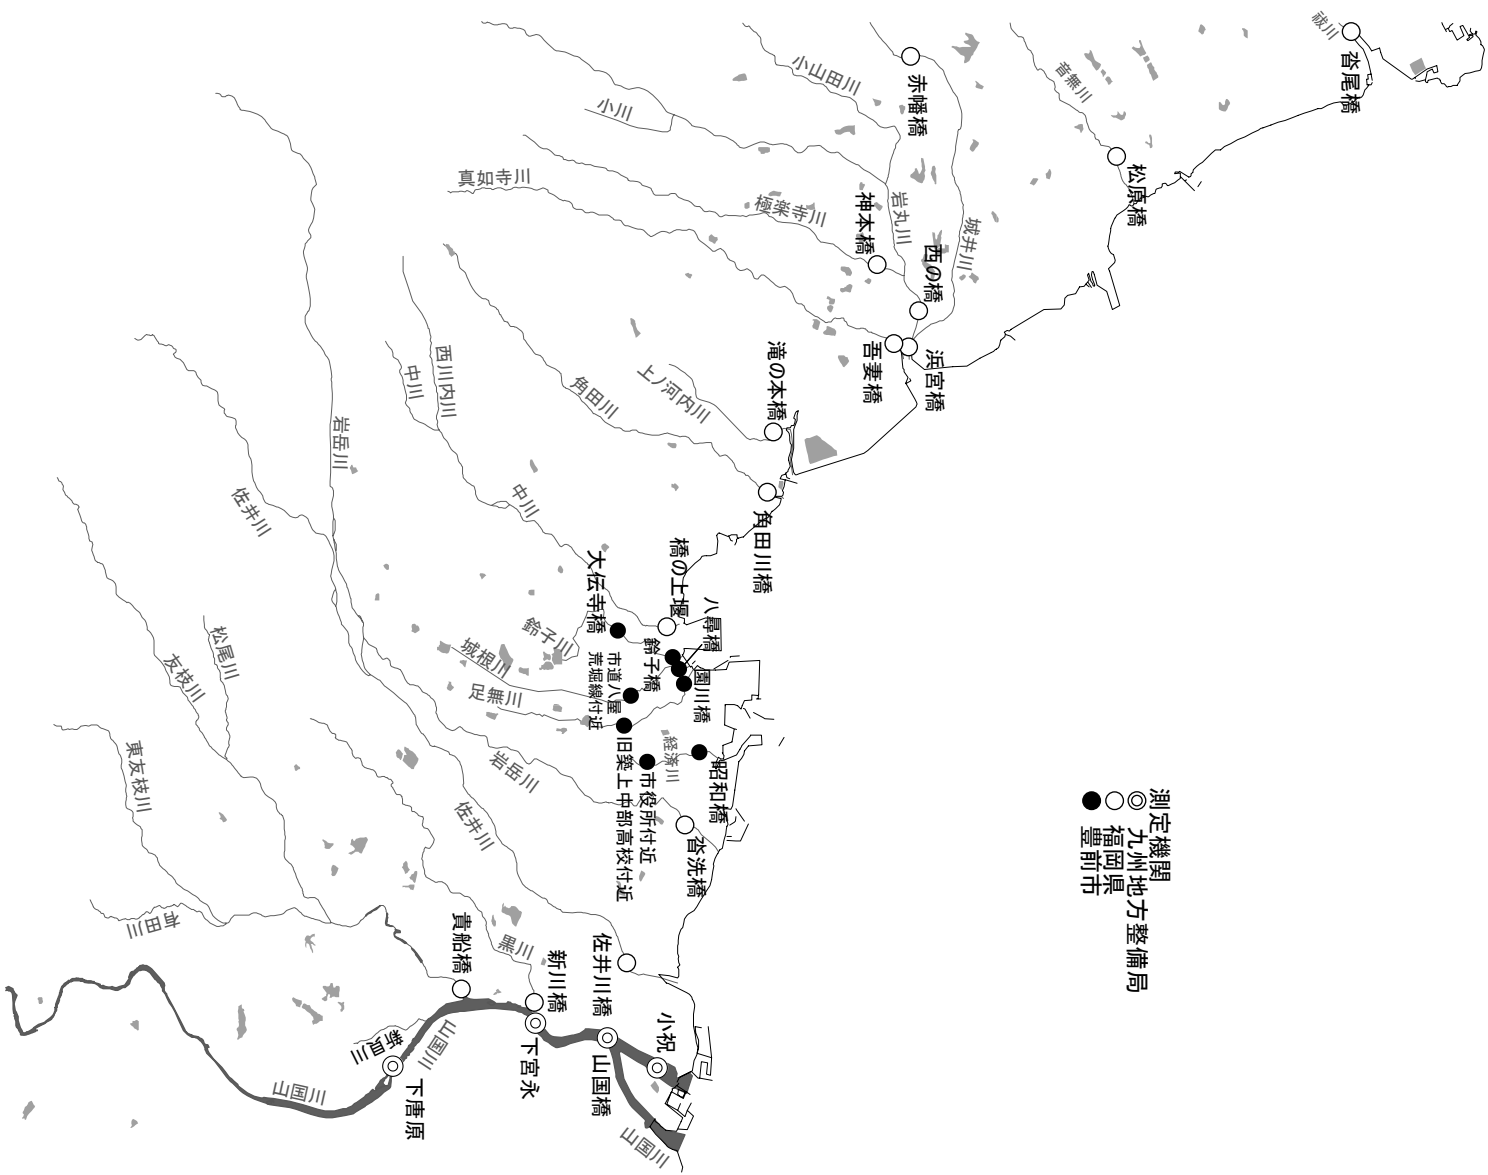 祓川
沓尾橋
音無川
松原橋
赤幡橋
小山田川
小川
真如寺川
極楽寺川
神本橋
岩丸川
城井川
西の橋
浜宮橋
吾妻橋
滝の本橋
上ノ河内川
角田川
角田川橋
西川内川
中川
中川
岩岳川
佐井川
橋の上堰
八尋橋
大伝寺橋
鈴子川
鈴子橋
園川橋
城根川
足無川
市道八屋
荒堀線付近
旧築上中部高校付近
市役所付近
経済川
昭和橋
沓洗橋
岩岳川
佐井川
松尾川
友枝川
東友枝川
有田川
貴船橋
黒川
新川橋
佐井川橋
小祝
山国橋
下宮永
下唐原
新貝川
山国川
山国川
山国川
測定機関
◎ 九州地方整備局
○ 福岡県
● 豊前市